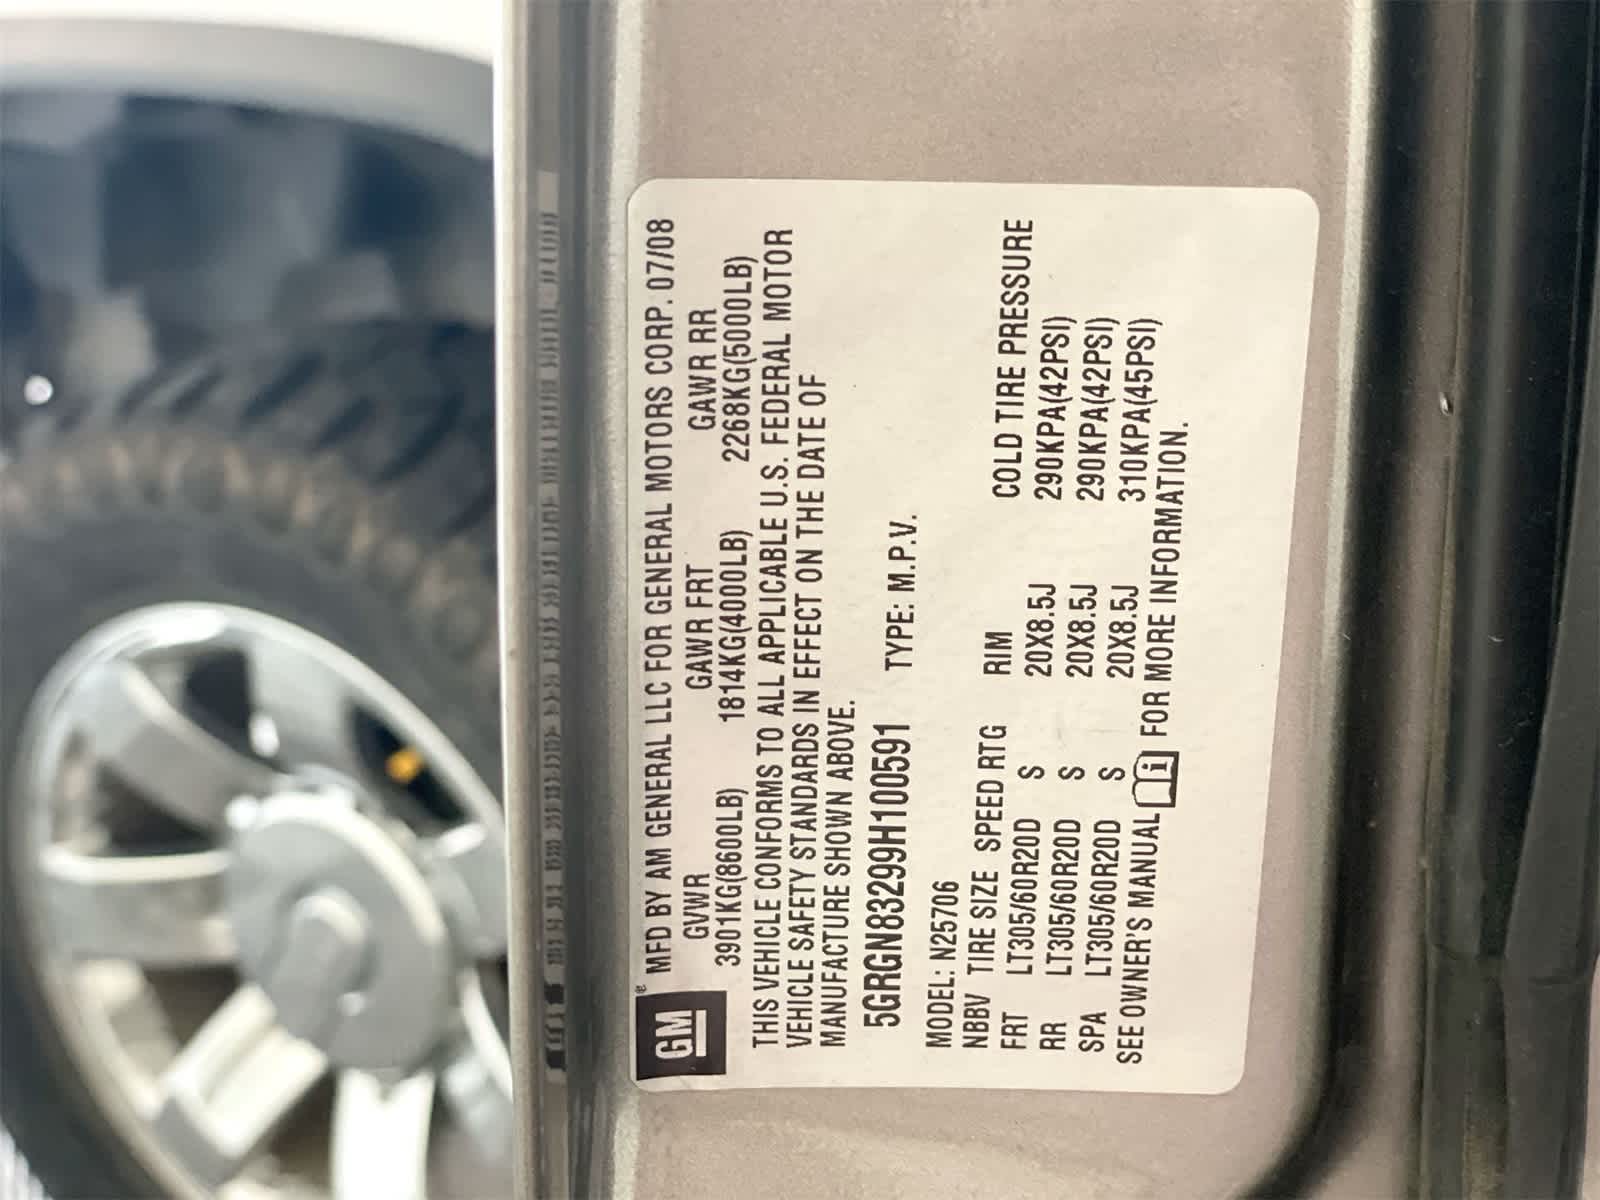 GM ® MFD BY AM GENERAL LLC FOR GENERAL MOTORS CORP. 07/08
GVWR GAWR FRT GAWR RR
3901KG(8600LB) 1814KG(4000LB) 2268KG(5000LB)
THIS VEHICLE CONFORMS TO ALL APPLICABLE U.S. FEDERAL MOTOR
VEHICLE SAFETY STANDARDS IN EFFECT ON THE DATE OF
MANUFACTURE SHOWN ABOVE.
5GRGN83299H100591 TYPE: M.P.V.
MODEL: N25706
NBBV TIRE SIZE SPEED RTG RIM COLD TIRE PRESSURE
FRT LT305/60R20D S 20X8.5J 290KPA(42PSI)
RR LT305/60R20D S 20X8.5J 290KPA(42PSI)
SPA LT305/60R20D S 20X8.5J 310KPA(45PSI)
SEE OWNER'S MANUAL i FOR MORE INFORMATION.